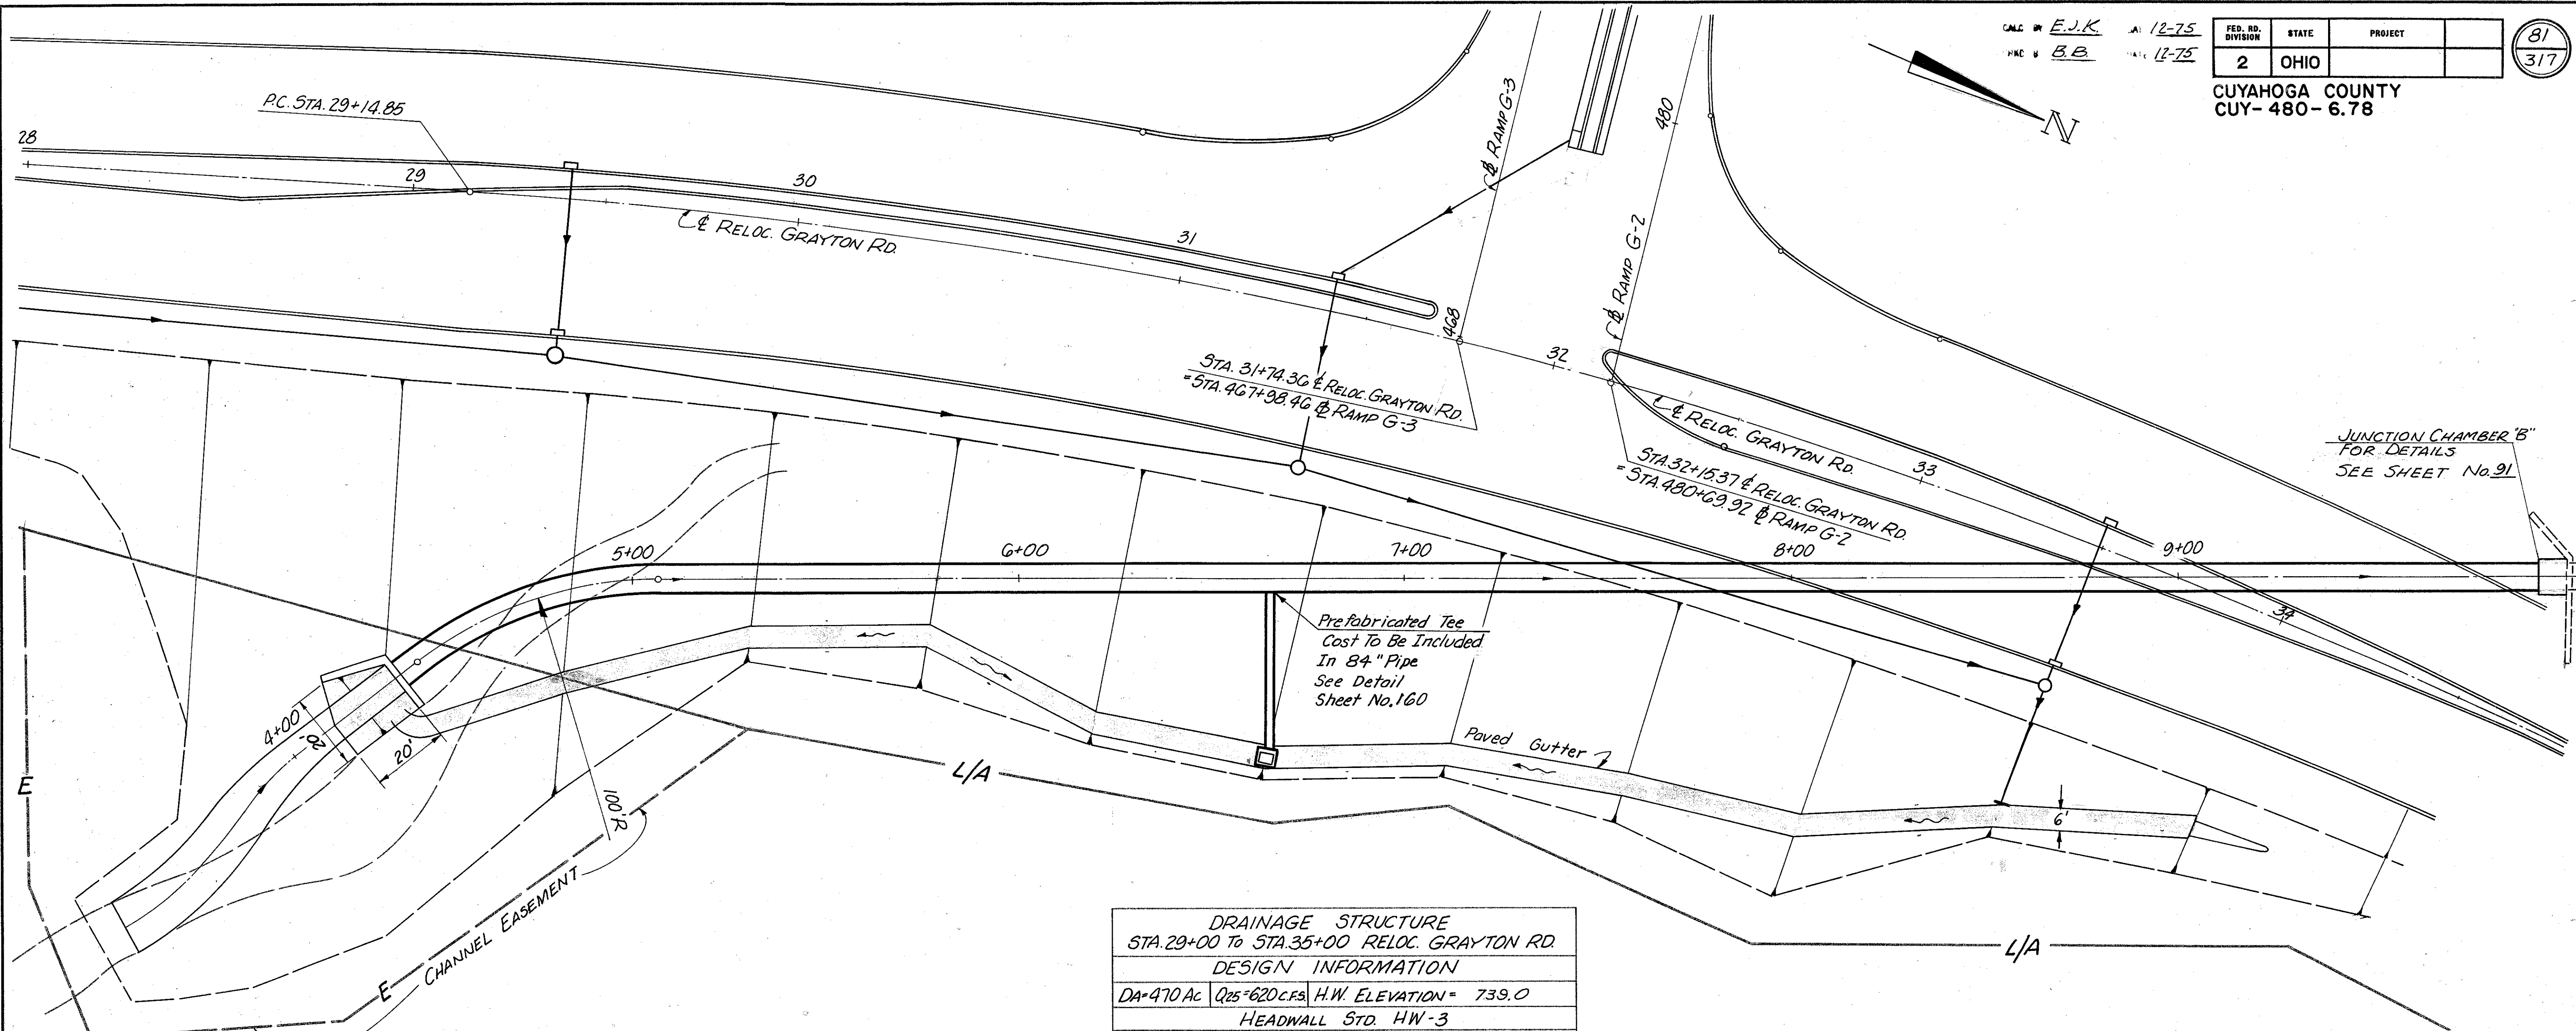 CALC BY E.J.K. DATE 12-75
CHKD BY B.B. DATE 12-75
FED. RD. DIVISION STATE PROJECT
2 OHIO
81
317
CUYAHOGA COUNTY
CUY-480-6.78
N
P.C. STA. 29+14.85
28
29
30
31
32
33
34
℄ RELOC. GRAYTON RD.
℄ RAMP G-3
468
480
℄ RAMP G-2
STA. 31+74.36 ℄ RELOC. GRAYTON RD.
=STA. 467+98.46 ℄ RAMP G-3
℄ RELOC. GRAYTON RD.
STA. 32+15.37 ℄ RELOC. GRAYTON RD.
=STA. 480+69.92 ℄ RAMP G-2
JUNCTION CHAMBER "B"
FOR DETAILS
SEE SHEET No. 91
4+00
5+00
6+00
7+00
8+00
9+00
20'
20'
100'R
Prefabricated Tee
Cost To Be Included
In 84" Pipe
See Detail
Sheet No. 160
Paved Gutter
6'
L/A
L/A
E
E
CHANNEL EASEMENT
DRAINAGE STRUCTURE
STA. 29+00 To STA. 35+00 RELOC. GRAYTON RD.
DESIGN INFORMATION
DA=470 Ac Q25=620 C.F.S. H.W. ELEVATION = 739.0
HEADWALL STD. HW-3